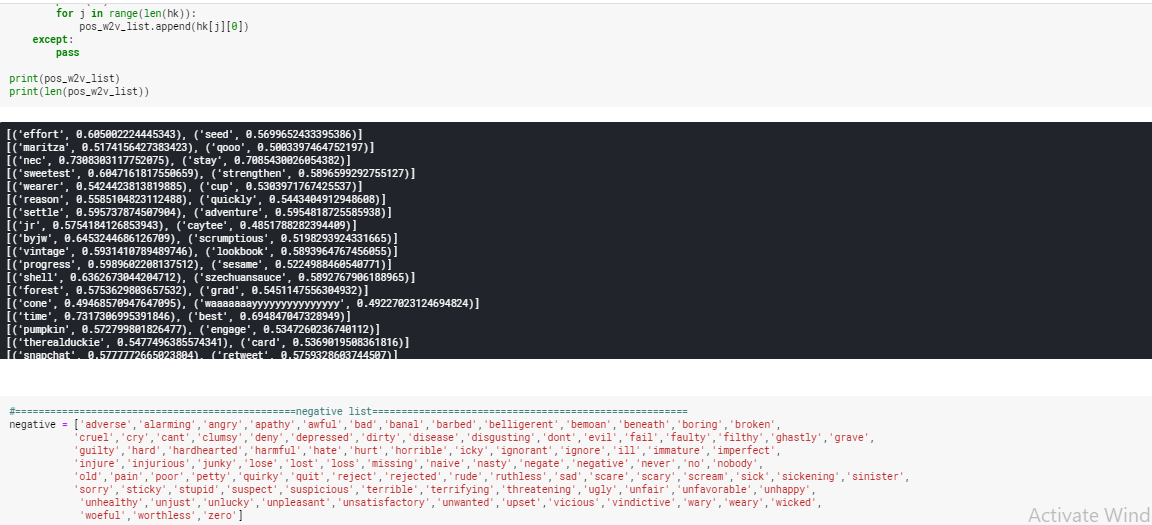 for j in range(len(hk)):
pos_w2v_list.append(hk[j][0])
except:
pass
print(pos_w2v_list)
print(len(pos_w2v_list))
[('effort', 0.605002224445343), ('seed', 0.5699652433395386)]
[('maritza', 0.5174156427383423), ('qooo', 0.5003397464752197)]
[('nec', 0.7308303117752075), ('stay', 0.7085430026054382)]
[('sweetest', 0.6047161817550659), ('strengthen', 0.5896599292755127)]
[('wearer', 0.5424423813819885), ('cup', 0.5303971767425537)]
[('reason', 0.5585104823112488), ('quickly', 0.5443404912948608)]
[('settle', 0.595737874507904), ('adventure', 0.5954818725585938)]
[('jr', 0.5754184126853943), ('caytee', 0.4851788282394409)]
[('byjw', 0.6453244686126709), ('scrumptious', 0.5198293924331665)]
[('vintage', 0.5931410789489746), ('lookbook', 0.5893964767456055)]
[('progress', 0.5989602208137512), ('sesame', 0.5224988460540771)]
[('shell', 0.6362673044204712), ('szechuansauce', 0.5892767906188965)]
[('forest', 0.5753629803657532), ('grad', 0.5451147556304932)]
[('cone', 0.49468570947647095), ('waaaaaaayyyyyyyyyyyyyyy', 0.49227023124694824)]
[('time', 0.7317306995391846), ('best', 0.694847047328949)]
[('pumpkin', 0.572799801826477), ('engage', 0.5347260236740112)]
[('therealduckie', 0.5477496385574341), ('card', 0.5369019508361816)]
[('snapchat', 0.5777772665023804), ('retweet', 0.5759328603744507)]
#================================================negative list======================================================
negative = ['adverse','alarming','angry','apathy','awful','bad','banal','barbed','belligerent','bemoan','beneath','boring','broken',
'cruel','cry','cant','clumsy','deny','depressed','dirty','disease','disgusting','dont','evil','fail','faulty','filthy','ghastly','grave',
'guilty','hard','hardhearted','harmful','hate','hurt','horrible','icky','ignorant','ignore','ill','immature','imperfect',
'injure','injurious','junky','lose','lost','loss','missing','naive','nasty','negate','negative','never','no','nobody',
'old','pain','poor','petty','quirky','quit','reject','rejected','rude','ruthless','sad','scare','scary','scream','sick','sickening','sinister',
'sorry','sticky','stupid','suspect','suspicious','terrible','terrifying','threatening','ugly','unfair','unfavorable','unhappy',
'unhealthy','unjust','unlucky','unpleasant','unsatisfactory','unwanted','upset','vicious','vindictive','wary','weary','wicked',
'woeful','worthless','zero']
Activate Wind